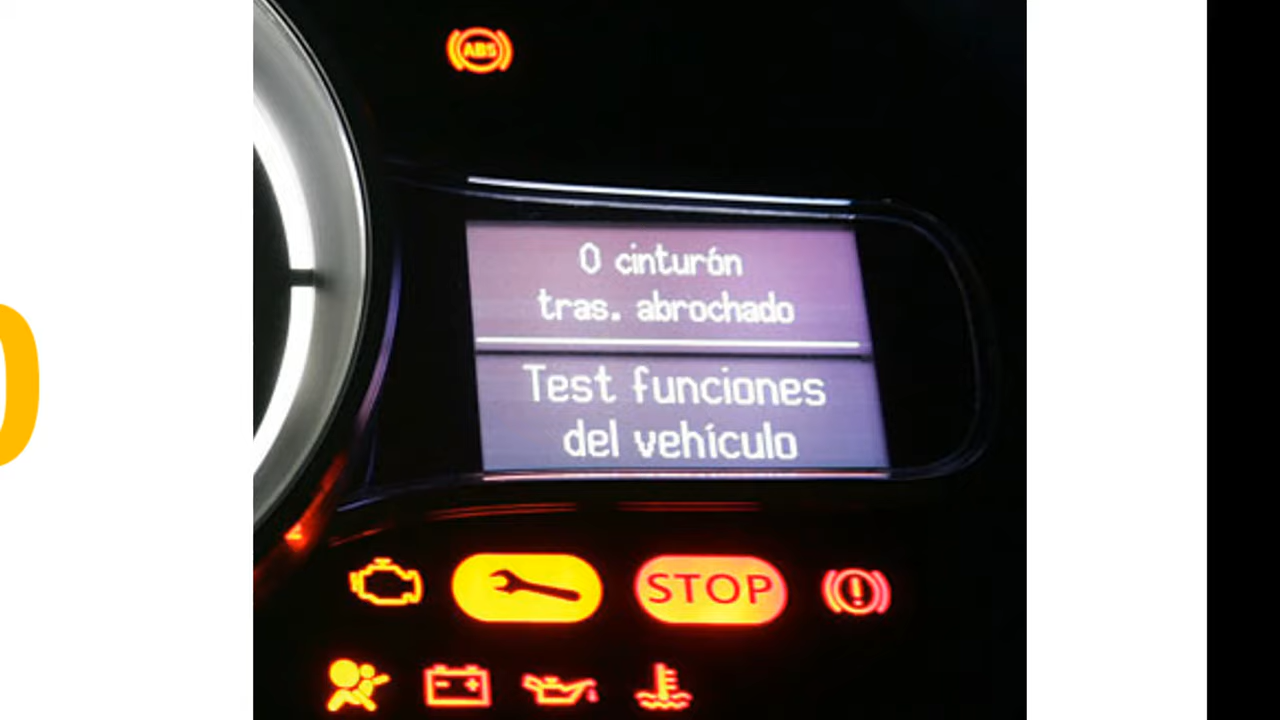 ABS
0 cinturón
tras. abrochado
Test funciones
del vehículo
STOP